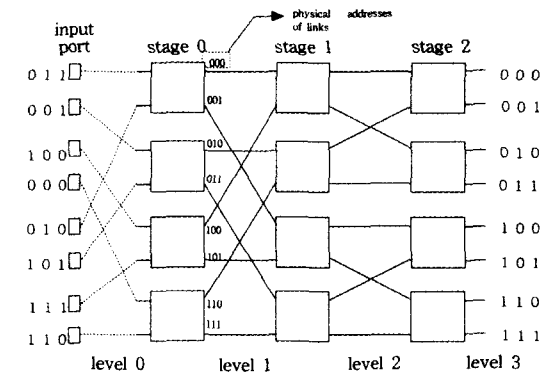 physical addresses
of links
input
port
stage 0
stage 1
stage 2
0 1 1
0 0 1
1 0 0
0 0 0
0 1 0
1 0 1
1 1 1
1 1 0
000
001
010
011
100
101
110
111
0 0 0
0 0 1
0 1 0
0 1 1
1 0 0
1 0 1
1 1 0
1 1 1
level 0
level 1
level 2
level 3